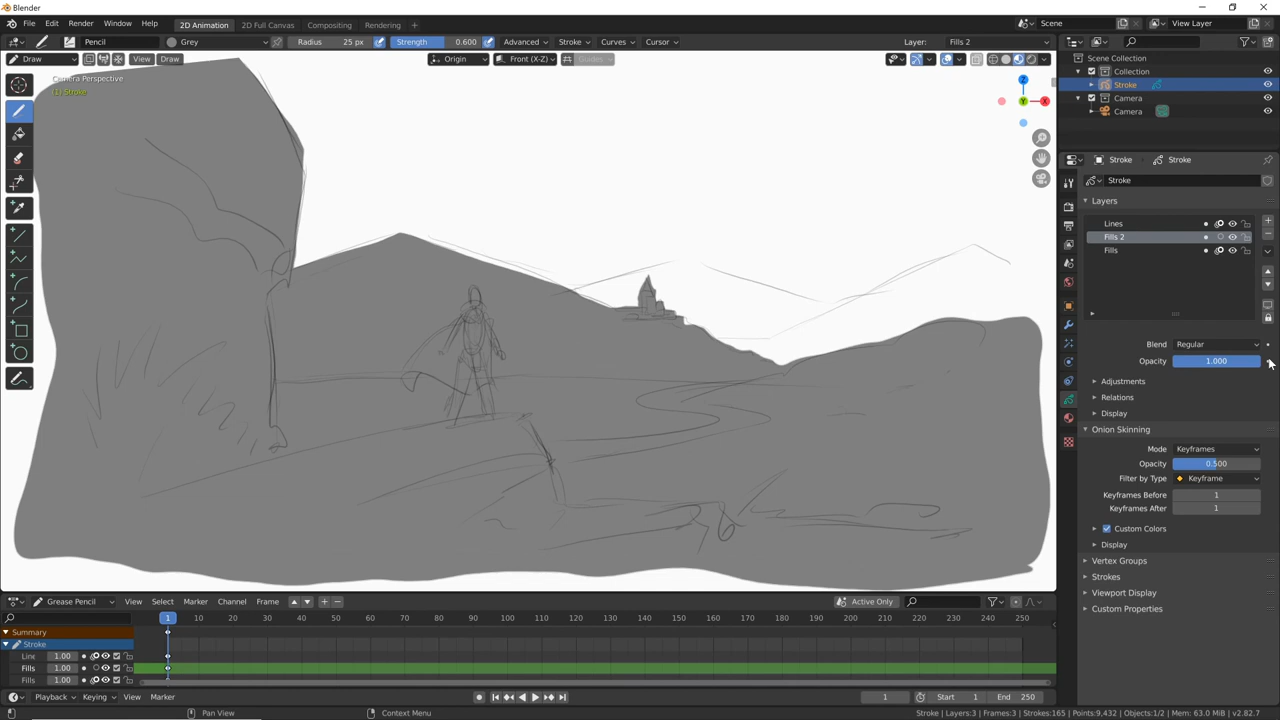 Blender
File Edit Render Window Help 2D Animation 2D Full Canvas Compositing Rendering + Scene View Layer
Pencil Grey Radius 25 px Strength 0.600 Advanced Stroke Curves Cursor Layer: Fills 2
Draw View Draw Origin Front (X-Z) Guides
Camera Perspective
(1) Stroke
Z
Y
X
Scene Collection
Collection
Stroke
Camera
Camera
Stroke Stroke
Stroke
Layers
Lines
Fills 2
Fills
Blend Regular
Opacity 1.000
Adjustments
Relations
Display
Onion Skinning
Mode Keyframes
Opacity 0.500
Filter by Type Keyframe
Keyframes Before 1
Keyframes After 1
Custom Colors
Display
Vertex Groups
Strokes
Viewport Display
Custom Properties
Grease Pencil View Select Marker Channel Frame Active Only
1 10 20 30 40 50 60 70 80 90 100 110 120 130 140 150 160 170 180 190 200 210 220 230 240 250
Summary
Stroke
Line 1.00
Fills 1.00
Fills 1.00
Playback Keying View Marker 1 Start 1 End 250
Pan View Context Menu Stroke | Layers:3 | Frames:3 | Strokes:165 | Points:9,432 | Objects:1/2 | Mem: 63.0 MiB | v2.82.7